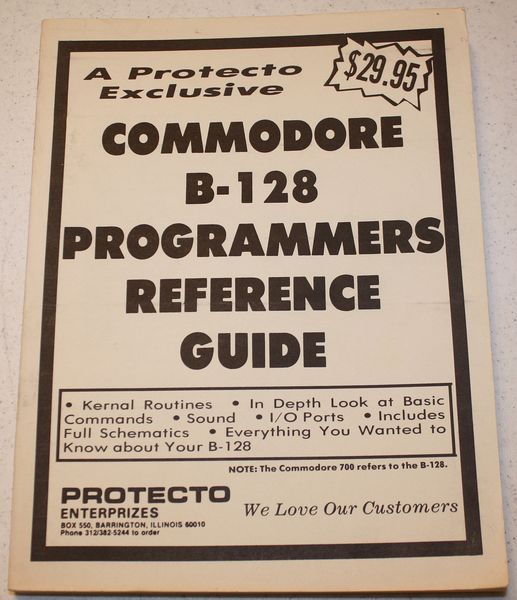 A Protecto
Exclusive
$29.95
COMMODORE
B-128
PROGRAMMERS
REFERENCE
GUIDE
• Kernal Routines • In Depth Look at Basic
Commands • Sound • I/O Ports • Includes
Full Schematics • Everything You Wanted to
Know about Your B-128
NOTE: The Commodore 700 refers to the B-128.
PROTECTO
ENTERPRIZES
BOX 550, BARRINGTON, ILLINOIS 60010
Phone 312/382-5244 to order
We Love Our Customers